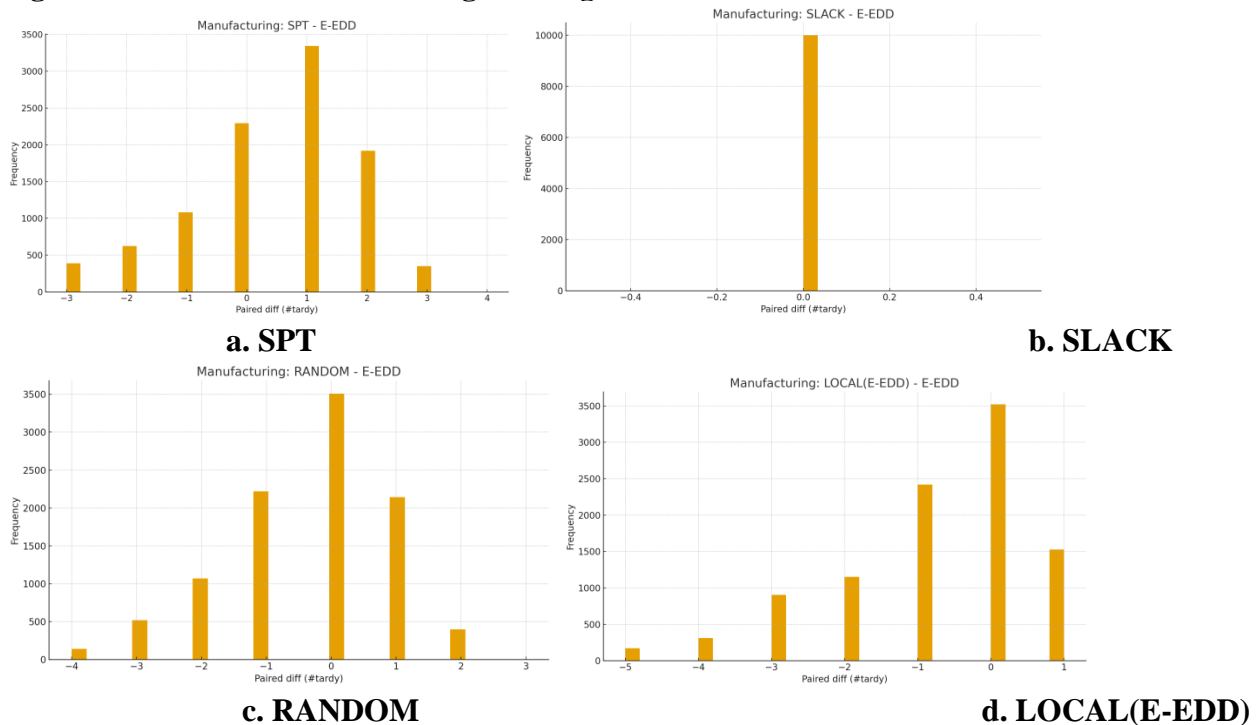 Manufacturing: SPT - E-EDD
3500
3000
2500
2000
1500
1000
500
0
Frequency
−3 −2 −1 0 1 2 3 4
Paired diff (#tardy)
a. SPT
Manufacturing: SLACK - E-EDD
10000
8000
6000
4000
2000
0
Frequency
−0.4 −0.2 0.0 0.2 0.4
Paired diff (#tardy)
b. SLACK
Manufacturing: RANDOM - E-EDD
3500
3000
2500
2000
1500
1000
500
0
Frequency
−4 −3 −2 −1 0 1 2 3
Paired diff (#tardy)
c. RANDOM
Manufacturing: LOCAL(E-EDD) - E-EDD
3500
3000
2500
2000
1500
1000
500
0
Frequency
−5 −4 −3 −2 −1 0 1
Paired diff (#tardy)
d. LOCAL(E-EDD)